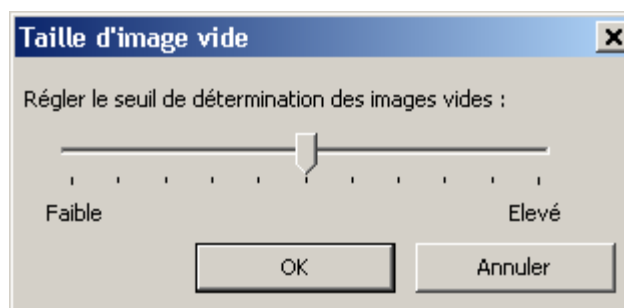 Taille d'image vide
Régler le seuil de détermination des images vides :
Faible Elevé
OK Annuler